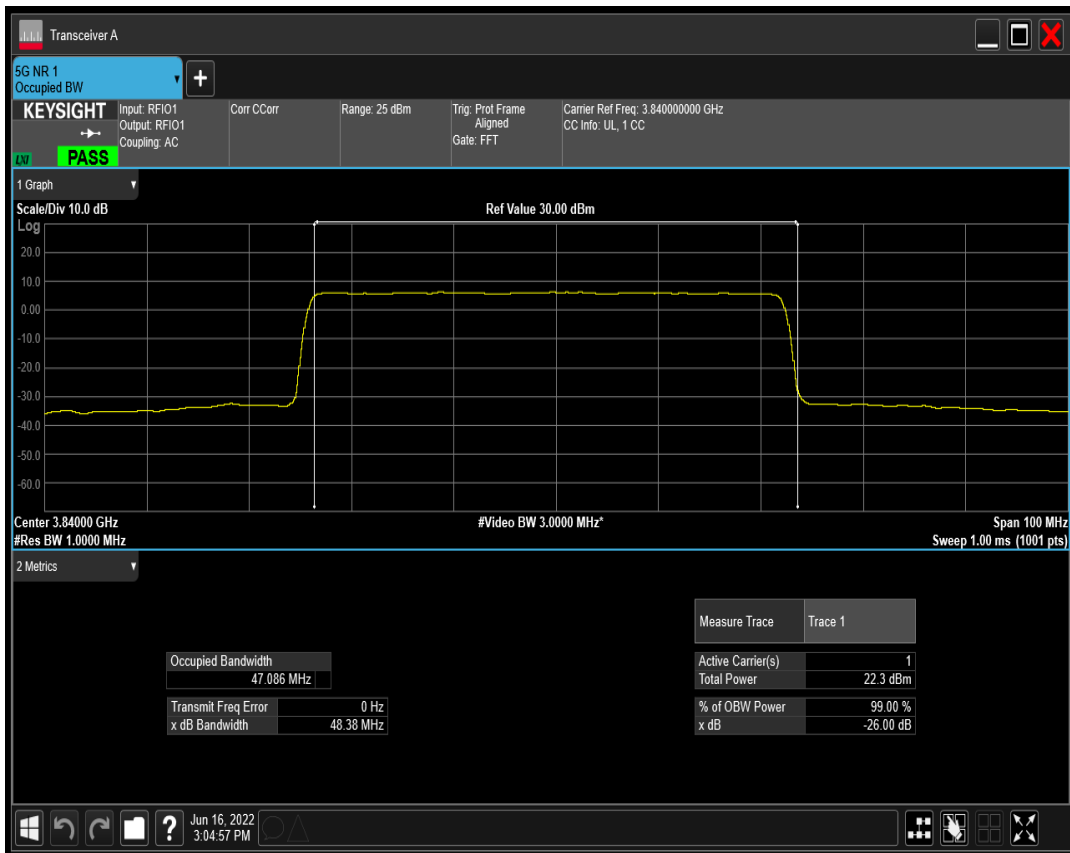 Transceiver A
5G NR 1
Occupied BW
+
KEYSIGHT
LXI
PASS
Input: RFIO1
Output: RFIO1
Coupling: AC
Corr CCorr
Range: 25 dBm
Trig: Prot Frame
Aligned
Gate: FFT
Carrier Ref Freq: 3.840000000 GHz
CC Info: UL, 1 CC
1 Graph
Scale/Div 10.0 dB
Ref Value 30.00 dBm
Log
20.0
10.0
0.00
-10.0
-20.0
-30.0
-40.0
-50.0
-60.0
Center 3.84000 GHz
#Video BW 3.0000 MHz*
Span 100 MHz
#Res BW 1.0000 MHz
Sweep 1.00 ms (1001 pts)
2 Metrics
Measure Trace Trace 1
Occupied Bandwidth
47.086 MHz
Active Carrier(s) 1
Total Power 22.3 dBm
Transmit Freq Error 0 Hz
x dB Bandwidth 48.38 MHz
% of OBW Power 99.00 %
x dB -26.00 dB
?
Jun 16, 2022
3:04:57 PM